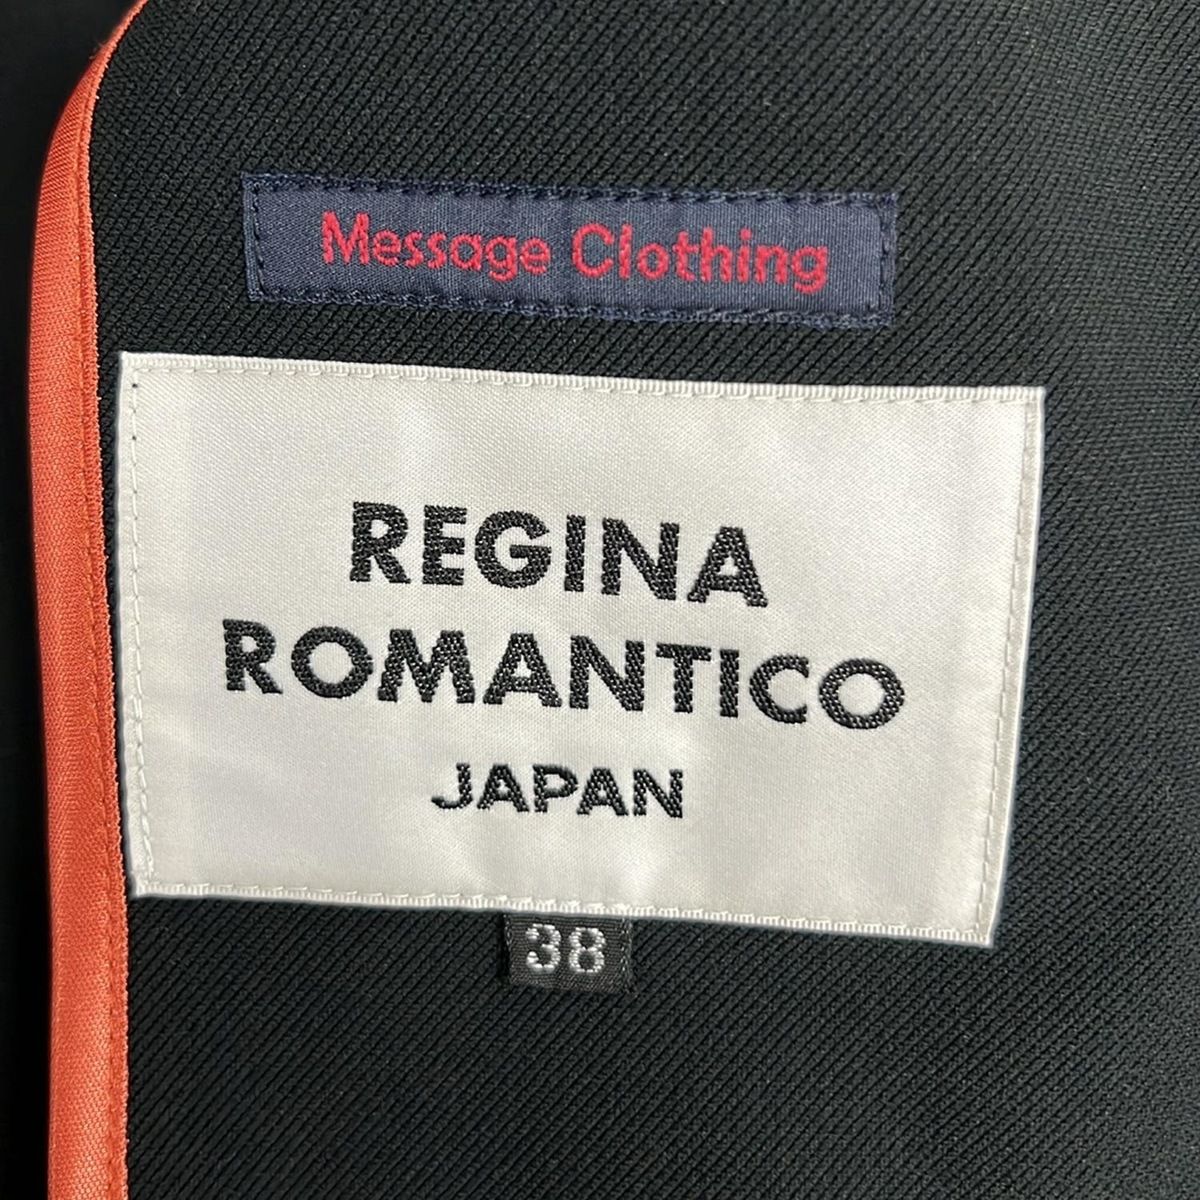 Message Clothing
REGINA
ROMANTICO
JAPAN
38